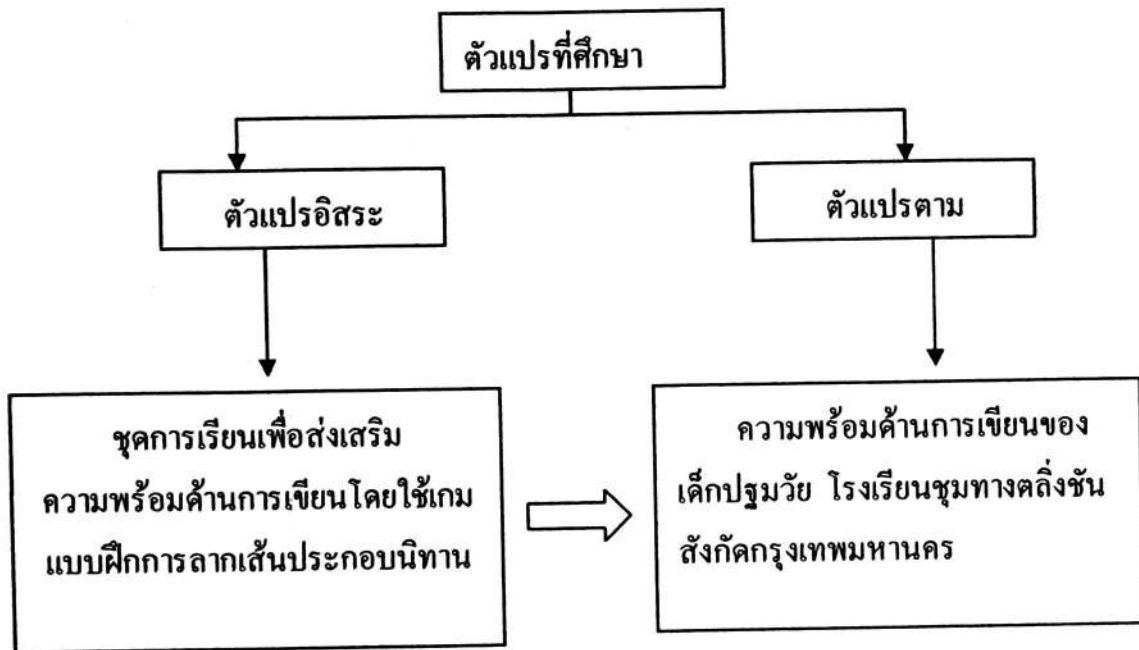 ตัวแปรที่ศึกษา
ตัวแปรอิสระ
ตัวแปรตาม
ชุดการเรียนเพื่อส่งเสริม
ความพร้อมด้านการเขียนโดยใช้เกม
แบบฝึกการลากเส้นประกอบนิทาน
ความพร้อมด้านการเขียนของ
เด็กปฐมวัย โรงเรียนชุมทางตลิ่งชัน
สังกัดกรุงเทพมหานคร